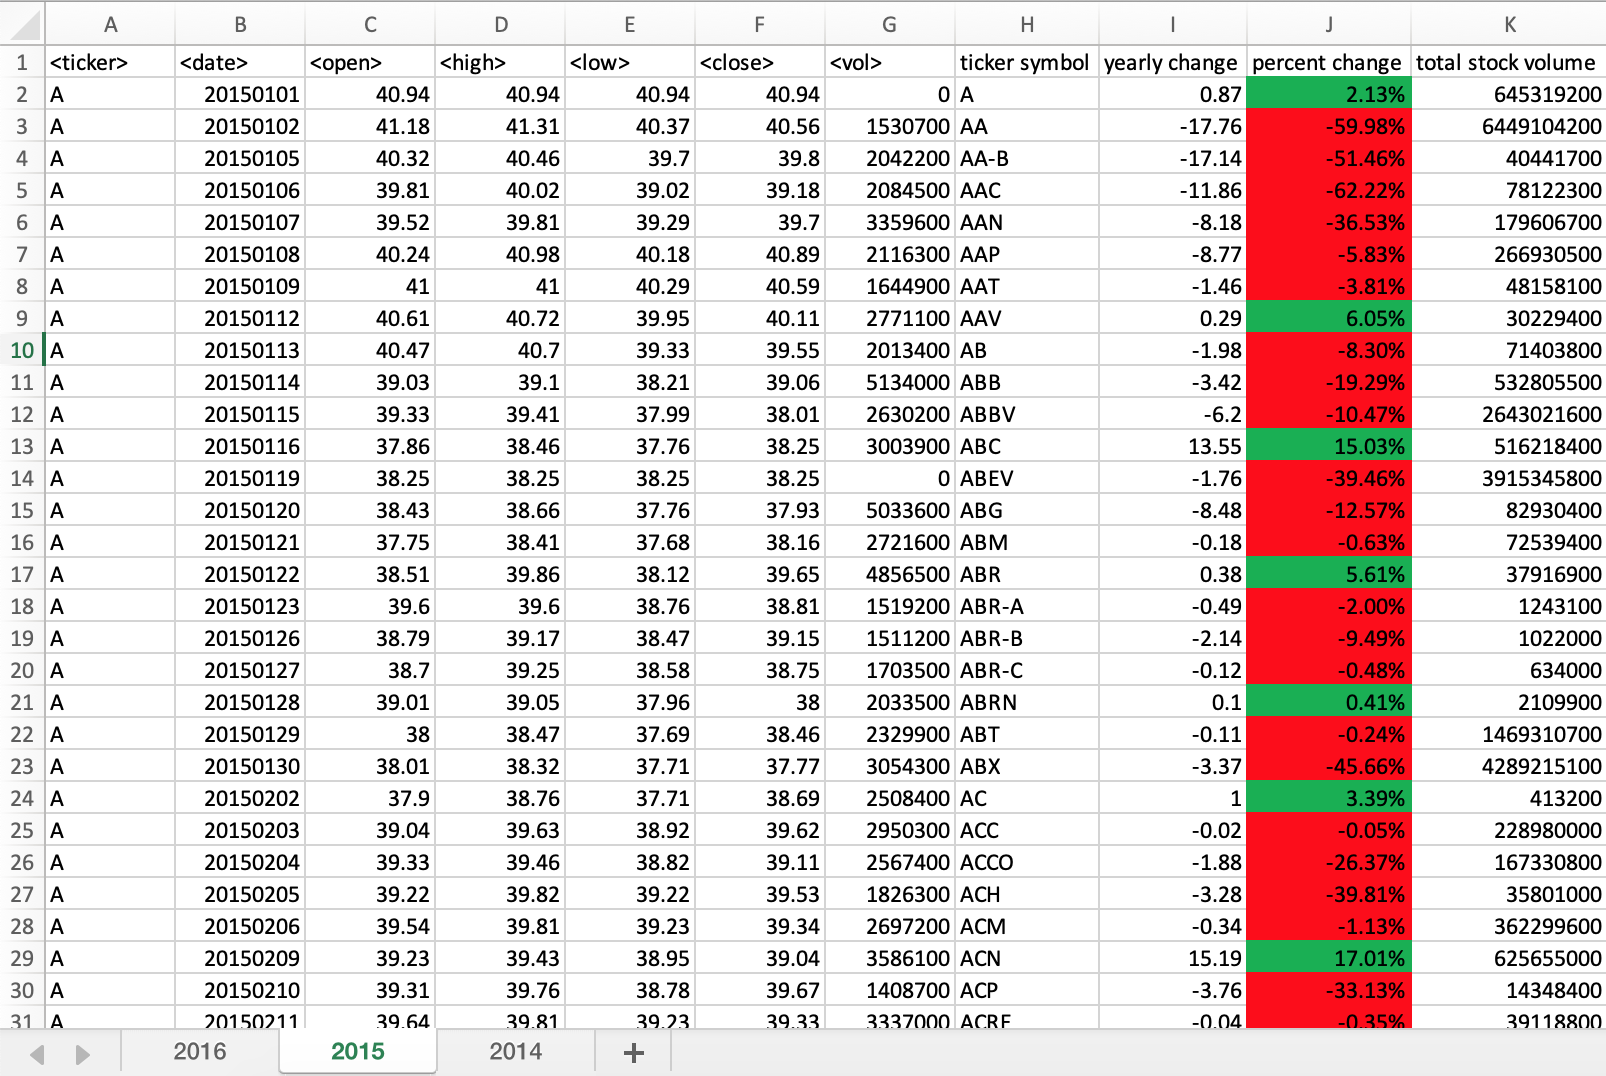 A B C D E F G H I J K
1 <ticker> <date> <open> <high> <low> <close> <vol> ticker symbol yearly change percent change total stock volume
2 A 20150101 40.94 40.94 40.94 40.94 0 A 0.87 2.13% 645319200
3 A 20150102 41.18 41.31 40.37 40.56 1530700 AA -17.76 -59.98% 6449104200
4 A 20150105 40.32 40.46 39.7 39.8 2042200 AA-B -17.14 -51.46% 40441700
5 A 20150106 39.81 40.02 39.02 39.18 2084500 AAC -11.86 -62.22% 78122300
6 A 20150107 39.52 39.81 39.29 39.7 3359600 AAN -8.18 -36.53% 179606700
7 A 20150108 40.24 40.98 40.18 40.89 2116300 AAP -8.77 -5.83% 266930500
8 A 20150109 41 41 40.29 40.59 1644900 AAT -1.46 -3.81% 48158100
9 A 20150112 40.61 40.72 39.95 40.11 2771100 AAV 0.29 6.05% 30229400
10 A 20150113 40.47 40.7 39.33 39.55 2013400 AB -1.98 -8.30% 71403800
11 A 20150114 39.03 39.1 38.21 39.06 5134000 ABB -3.42 -19.29% 532805500
12 A 20150115 39.33 39.41 37.99 38.01 2630200 ABBV -6.2 -10.47% 2643021600
13 A 20150116 37.86 38.46 37.76 38.25 3003900 ABC 13.55 15.03% 516218400
14 A 20150119 38.25 38.25 38.25 38.25 0 ABEV -1.76 -39.46% 3915345800
15 A 20150120 38.43 38.66 37.76 37.93 5033600 ABG -8.48 -12.57% 82930400
16 A 20150121 37.75 38.41 37.68 38.16 2721600 ABM -0.18 -0.63% 72539400
17 A 20150122 38.51 39.86 38.12 39.65 4856500 ABR 0.38 5.61% 37916900
18 A 20150123 39.6 39.6 38.76 38.81 1519200 ABR-A -0.49 -2.00% 1243100
19 A 20150126 38.79 39.17 38.47 39.15 1511200 ABR-B -2.14 -9.49% 1022000
20 A 20150127 38.7 39.25 38.58 38.75 1703500 ABR-C -0.12 -0.48% 634000
21 A 20150128 39.01 39.05 37.96 38 2033500 ABRN 0.1 0.41% 2109900
22 A 20150129 38 38.47 37.69 38.46 2329900 ABT -0.11 -0.24% 1469310700
23 A 20150130 38.01 38.32 37.71 37.77 3054300 ABX -3.37 -45.66% 4289215100
24 A 20150202 37.9 38.76 37.71 38.69 2508400 AC 1 3.39% 413200
25 A 20150203 39.04 39.63 38.92 39.62 2950300 ACC -0.02 -0.05% 228980000
26 A 20150204 39.33 39.46 38.82 39.11 2567400 ACCO -1.88 -26.37% 167330800
27 A 20150205 39.22 39.82 39.22 39.53 1826300 ACH -3.28 -39.81% 35801000
28 A 20150206 39.54 39.81 39.23 39.34 2697200 ACM -0.34 -1.13% 362299600
29 A 20150209 39.23 39.43 38.95 39.04 3586100 ACN 15.19 17.01% 625655000
30 A 20150210 39.31 39.76 38.78 39.67 1408700 ACP -3.76 -33.13% 14348400
31 A 20150211 39.64 39.81 39.23 39.33 3337000 ACRE -0.04 -0.35% 39118800
2016 2015 2014 +